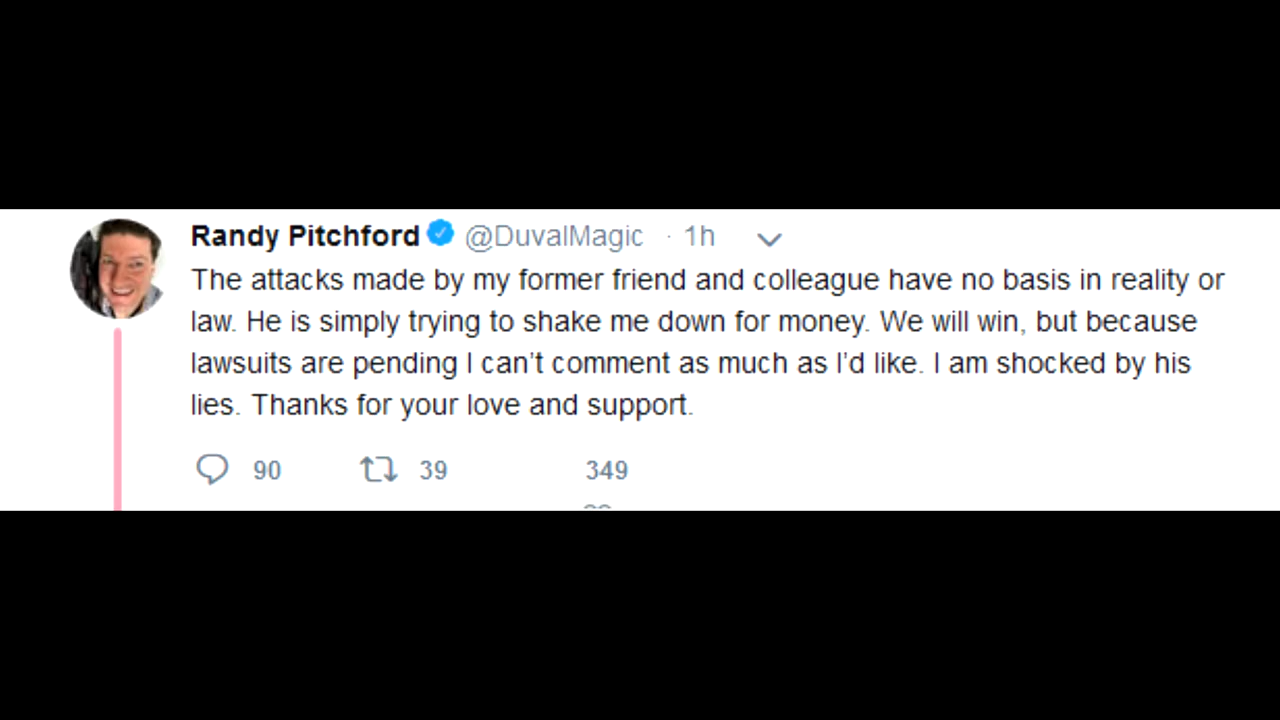 Randy Pitchford @DuvalMagic · 1h
The attacks made by my former friend and colleague have no basis in reality or
law. He is simply trying to shake me down for money. We will win, but because
lawsuits are pending I can’t comment as much as I’d like. I am shocked by his
lies. Thanks for your love and support.
90 39 349